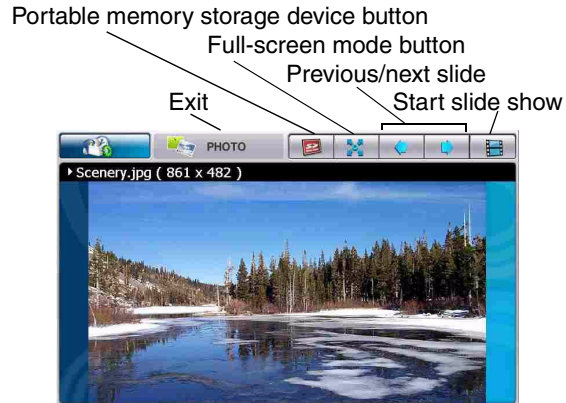 Portable memory storage device button
Full-screen mode button
Previous/next slide
Exit
Start slide show
PHOTO
Scenery.jpg ( 861 x 482 )